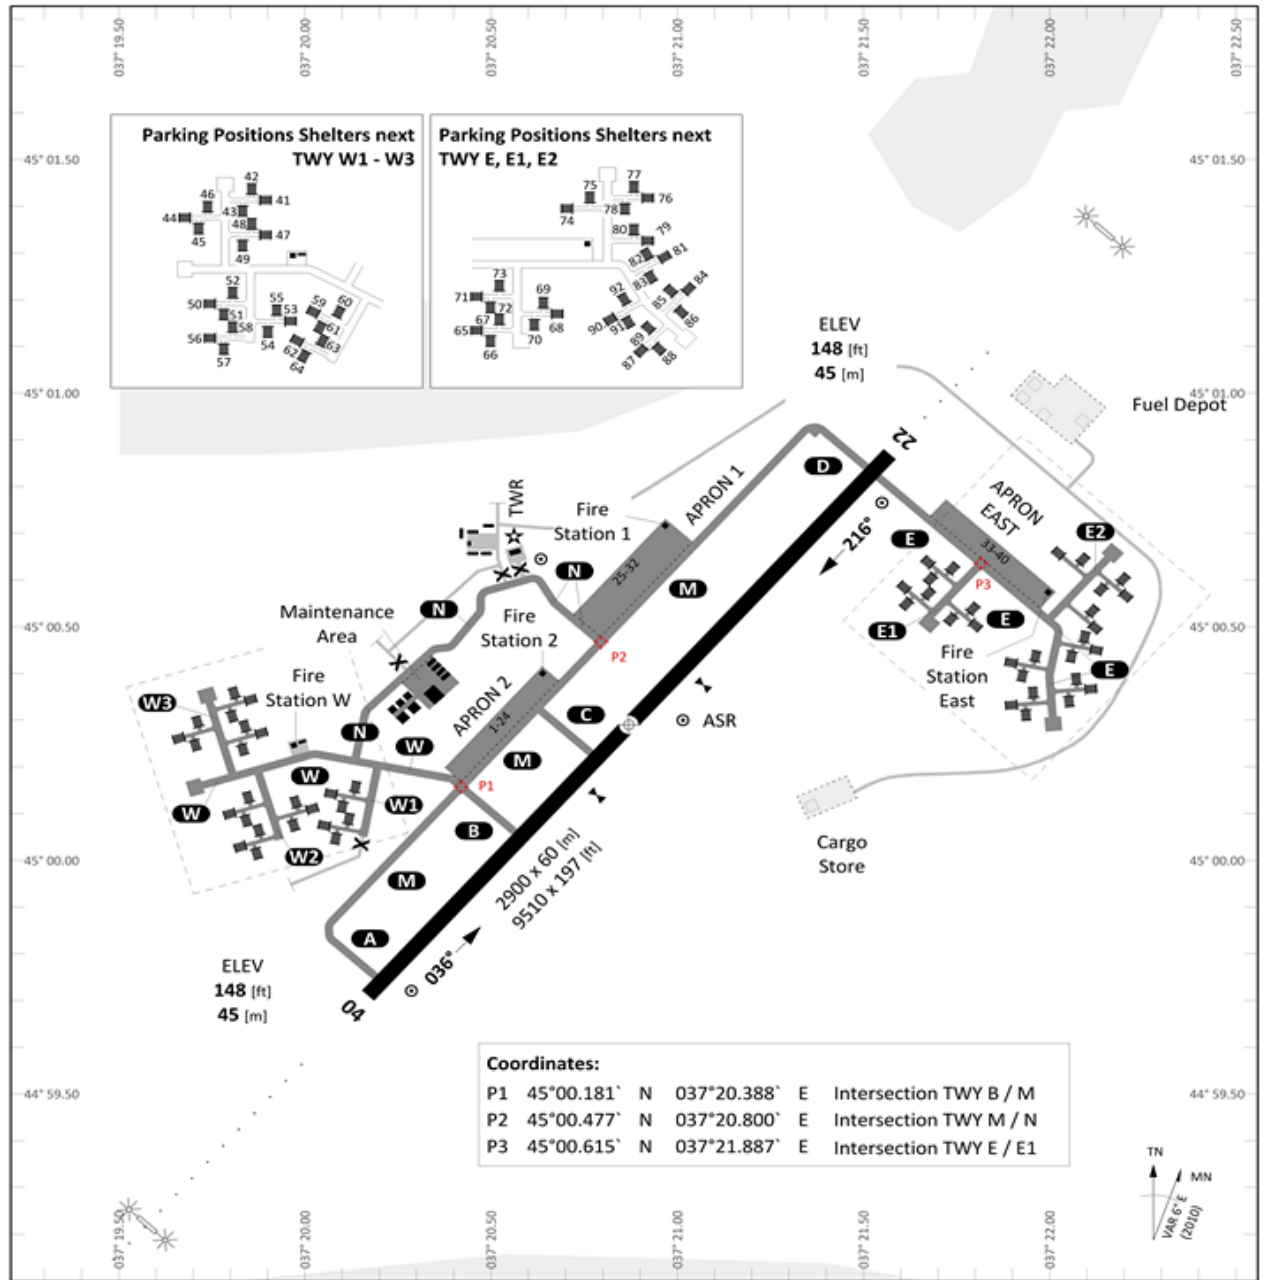 037° 19.50
037° 20.00
037° 20.50
037° 21.00
037° 21.50
037° 22.00
037° 22.50
45° 01.50
45° 01.50
Parking Positions Shelters next
TWY W1 - W3
42
46
41
43
44
48
45
47
49
52
50
55
59
60
51
53
58
61
56
54
62
63
57
64
Parking Positions Shelters next
TWY E, E1, E2
77
75
76
78
74
80
79
81
82
73
83
84
92
69
71
85
72
67
68
90
91
86
65
89
70
66
87
88
ELEV
148 [ft]
45 [m]
45° 01.00
45° 01.00
Fuel Depot
22
D
APRON 1
TWR
Fire
Station 1
216°
APRON
EAST
E2
E
33-40
N
25-32
M
P3
Maintenance
Area
N
Fire
Station 2
E1
E
45° 00.50
45° 00.50
P2
Fire
Station
East
E
Fire
Station W
W3
APRON 2
C
ASR
1-24
N
W
M
W
P1
W1
W
B
W2
Cargo
Store
45° 00.00
45° 00.00
M
2900 x 60 [m]
9510 x 197 [ft]
A
036°
ELEV
148 [ft]
45 [m]
04
Coordinates:
P1 45°00.181` N 037°20.388` E Intersection TWY B / M
P2 45°00.477` N 037°20.800` E Intersection TWY M / N
P3 45°00.615` N 037°21.887` E Intersection TWY E / E1
44° 59.50
44° 59.50
TN
MN
VAR 6° E
(2010)
037° 19.50
037° 20.00
037° 20.50
037° 21.00
037° 21.50
037° 22.00